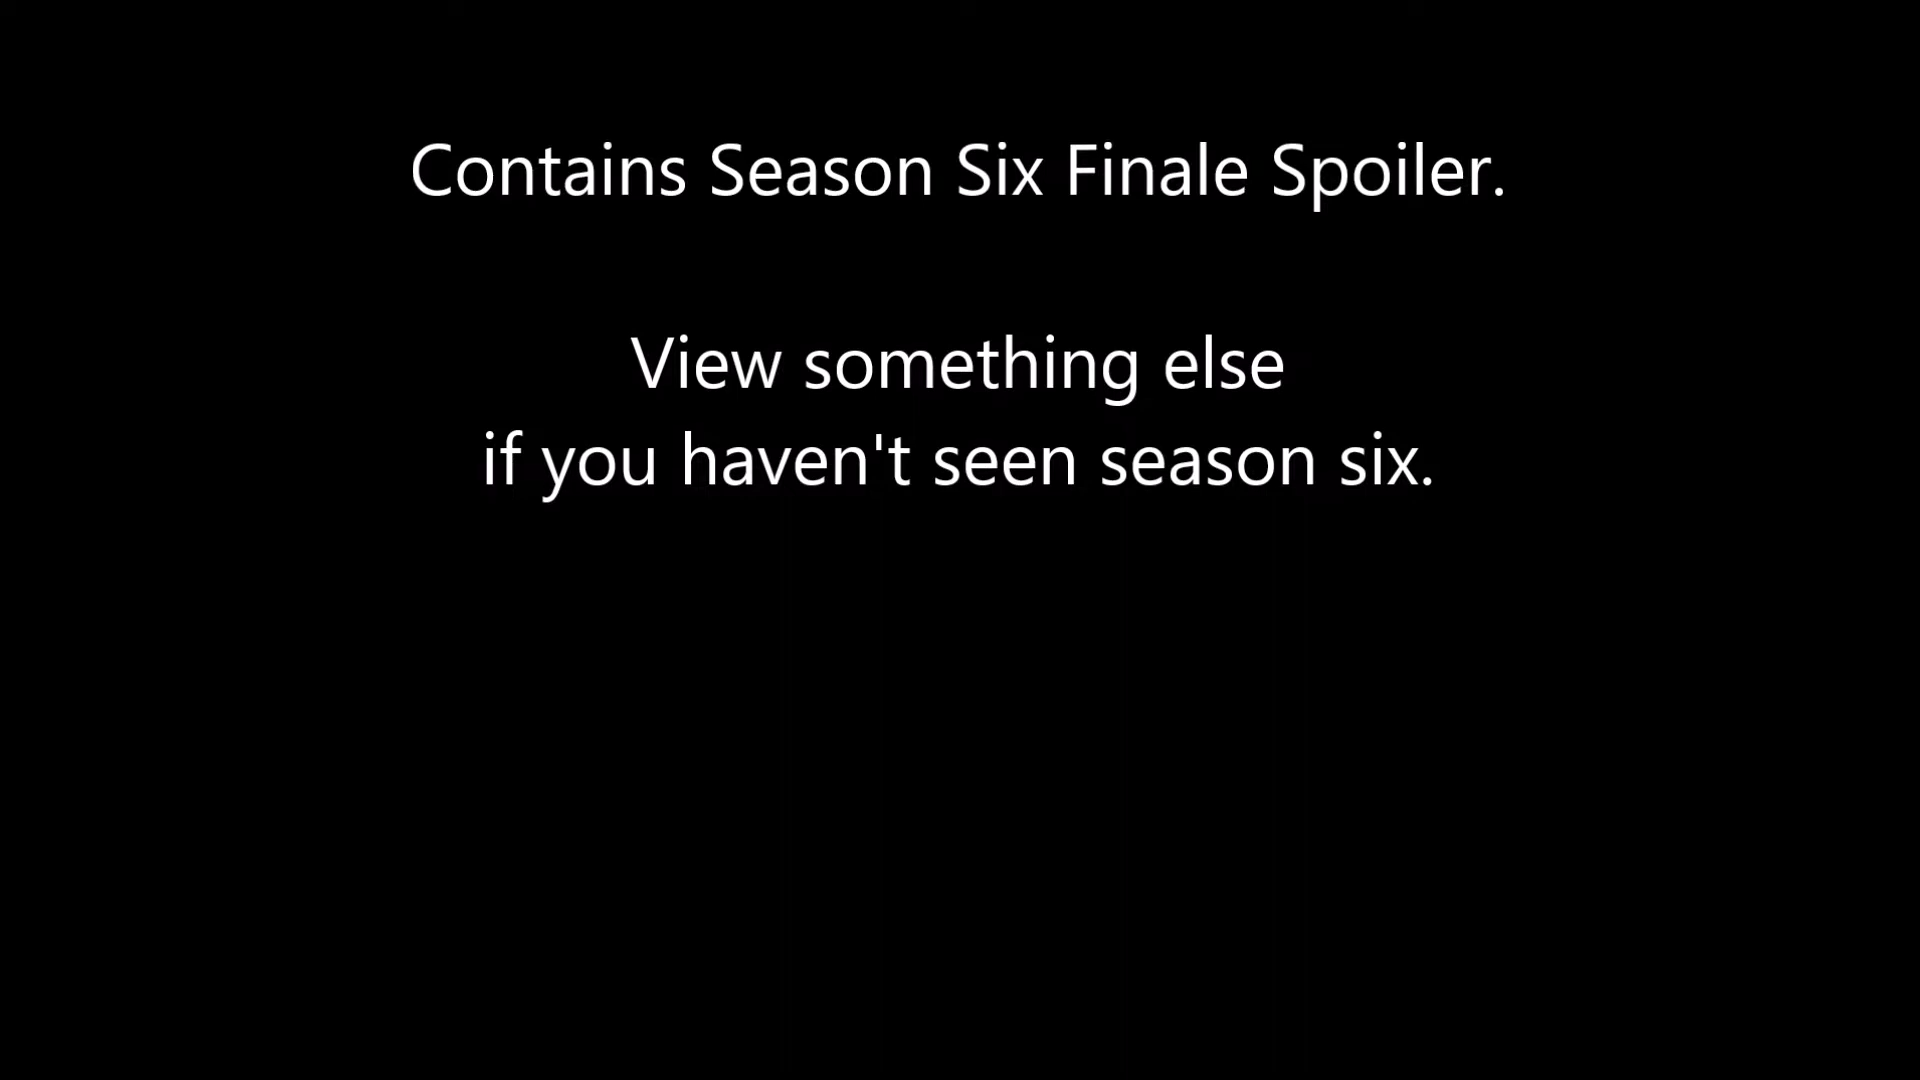 Contains Season Six Finale Spoiler.
View something else
if you haven't seen season six.